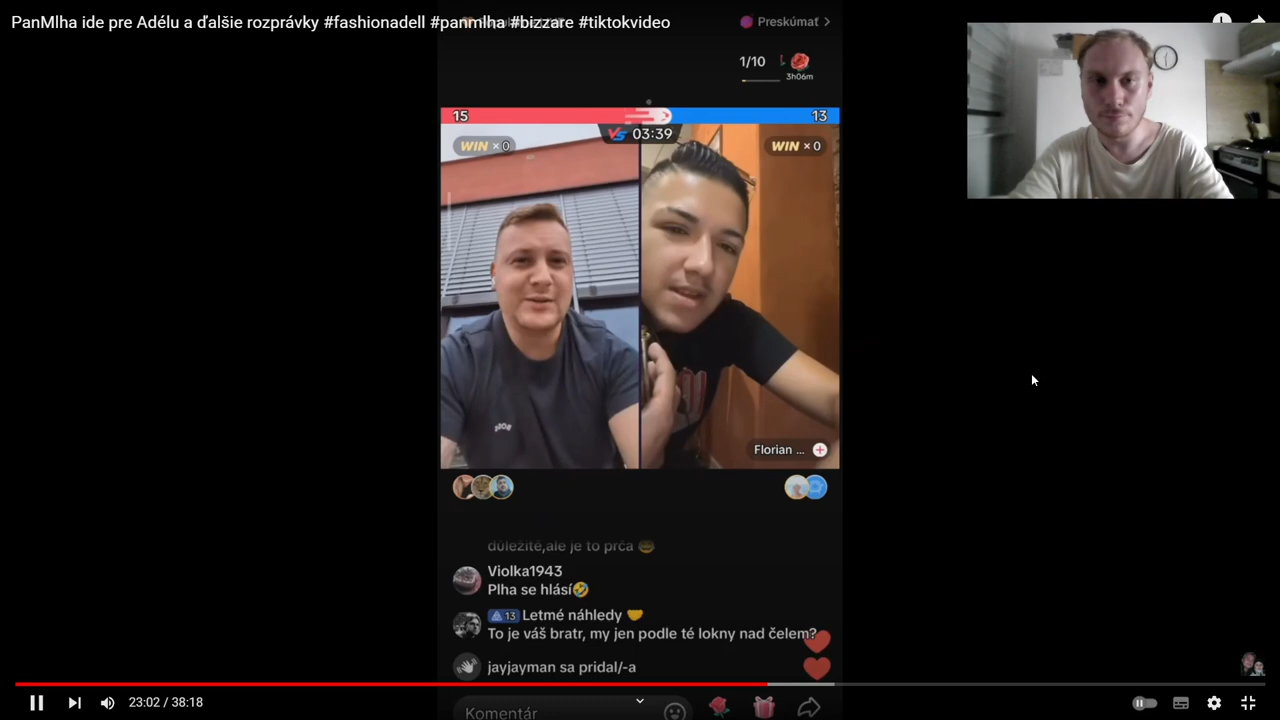 PanMlha ide pre Adélu a ďalšie rozprávky #fashionadell #panmlha #bizzare #tiktokvideo
Preskúmať
1/10
3h06m
15
13
VS 03:39
WIN × 0
WIN × 0
Florian ...
důležité,ale je to prča
Violka1943
Plha se hlásí
13 Letmé náhledy
To je váš bratr, my jen podle té lokny nad čelem?
jayjayman sa pridal/-a
Komentár
23:02 / 38:18